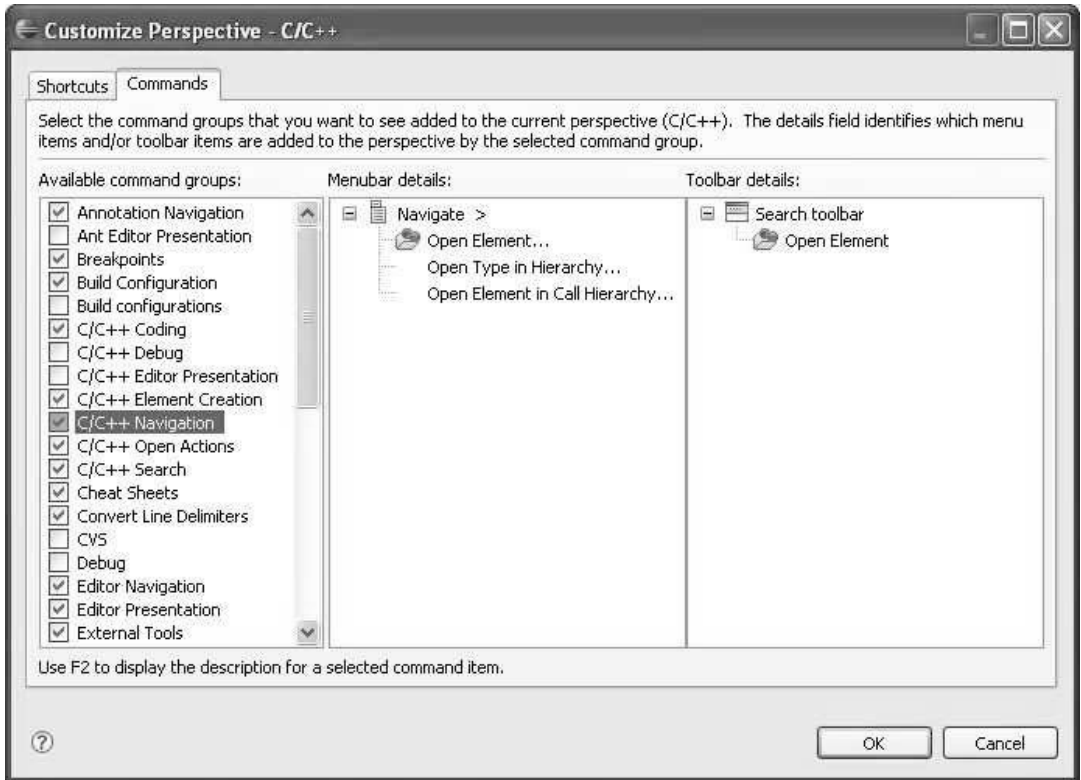 Customize Perspective - C/C++
Shortcuts
Commands
Select the command groups that you want to see added to the current perspective (C/C++). The details field identifies which menu
items and/or toolbar items are added to the perspective by the selected command group.
Available command groups:
Menubar details:
Toolbar details:
Annotation Navigation
Ant Editor Presentation
Breakpoints
Build Configuration
Build configurations
C/C++ Coding
C/C++ Debug
C/C++ Editor Presentation
C/C++ Element Creation
C/C++ Navigation
C/C++ Open Actions
C/C++ Search
Cheat Sheets
Convert Line Delimiters
CVS
Debug
Editor Navigation
Editor Presentation
External Tools
Navigate >
Open Element...
Open Type in Hierarchy...
Open Element in Call Hierarchy...
Search toolbar
Open Element
Use F2 to display the description for a selected command item.
?
OK
Cancel